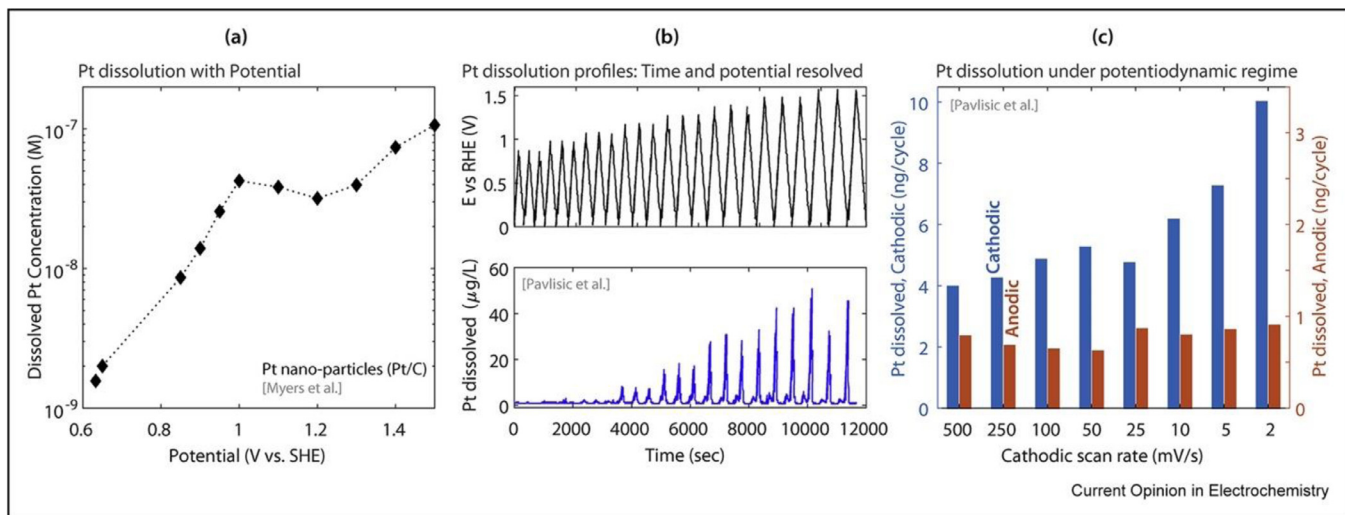 (a)
Pt dissolution with Potential
Dissolved Pt Concentration (M)
10⁻⁷
10⁻⁸
10⁻⁹
Pt nano-particles (Pt/C)
[Myers et al.]
0.6 0.8 1 1.2 1.4
Potential (V vs. SHE)
(b)
Pt dissolution profiles: Time and potential resolved
E vs RHE (V)
1.5
1
0.5
0
Pt dissolved (µg/L)
60
40
20
0
[Pavlisic et al.]
0 2000 4000 6000 8000 10000 12000
Time (sec)
(c)
Pt dissolution under potentiodynamic regime
Pt dissolved, Cathodic (ng/cycle)
10
8
6
4
2
0
[Pavlisic et al.]
Cathodic
Anodic
3
2
1
0
Pt dissolved, Anodic (ng/cycle)
500 250 100 50 25 10 5 2
Cathodic scan rate (mV/s)
Current Opinion in Electrochemistry